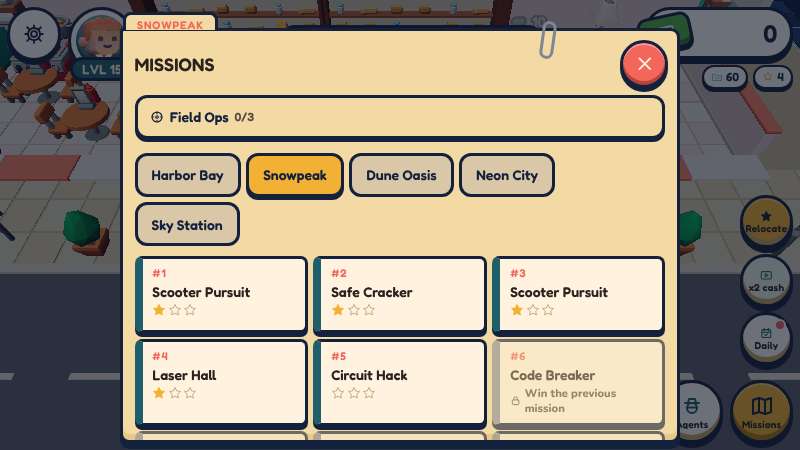 SNOWPEAK
MISSIONS
0
LVL 15
60
4
Field Ops 0/3
Harbor Bay
Snowpeak
Dune Oasis
Neon City
Sky Station
Relocate
#1
Scooter Pursuit
#2
Safe Cracker
#3
Scooter Pursuit
x2 cash
Daily
#4
Laser Hall
#5
Circuit Hack
#6
Code Breaker
Win the previous
mission
Agents
Missions